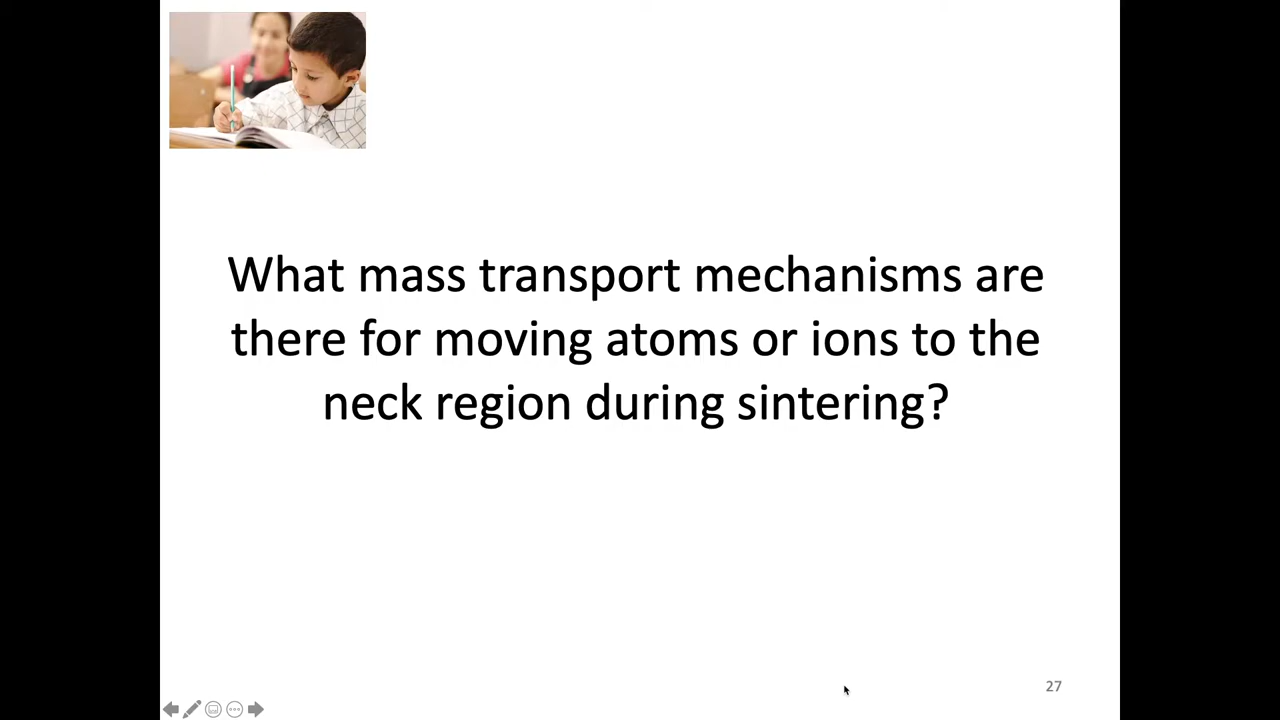 What mass transport mechanisms are
there for moving atoms or ions to the
neck region during sintering?
27